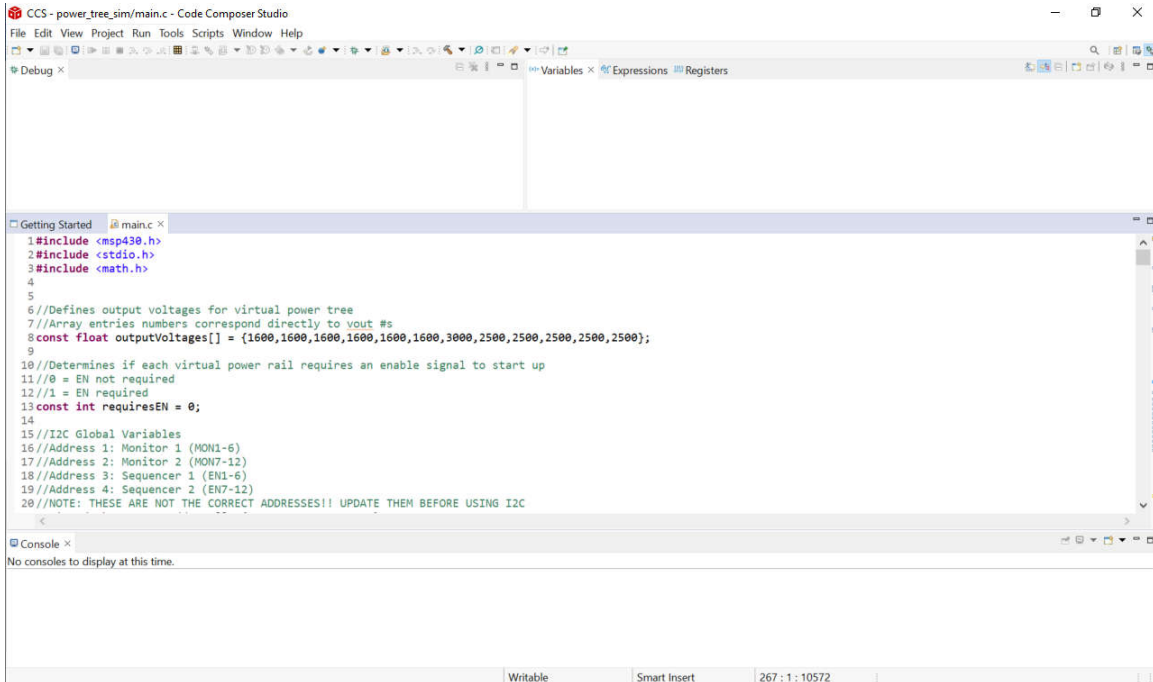 CCS - power_tree_sim/main.c - Code Composer Studio
File Edit View Project Run Tools Scripts Window Help
Debug
Variables Expressions Registers
Getting Started main.c
1 #include <msp430.h>
2 #include <stdio.h>
3 #include <math.h>
4
5
6 //Defines output voltages for virtual power tree
7 //Array entries numbers correspond directly to vout #s
8 const float outputVoltages[] = {1600,1600,1600,1600,1600,1600,3000,2500,2500,2500,2500,2500};
9
10 //Determines if each virtual power rail requires an enable signal to start up
11 //0 = EN not required
12 //1 = EN required
13 const int requiresEN = 0;
14
15 //I2C Global Variables
16 //Address 1: Monitor 1 (MON1-6)
17 //Address 2: Monitor 2 (MON7-12)
18 //Address 3: Sequencer 1 (EN1-6)
19 //Address 4: Sequencer 2 (EN7-12)
20 //NOTE: THESE ARE NOT THE CORRECT ADDRESSES!! UPDATE THEM BEFORE USING I2C
Console
No consoles to display at this time.
Writable Smart Insert 267 : 1 : 10572